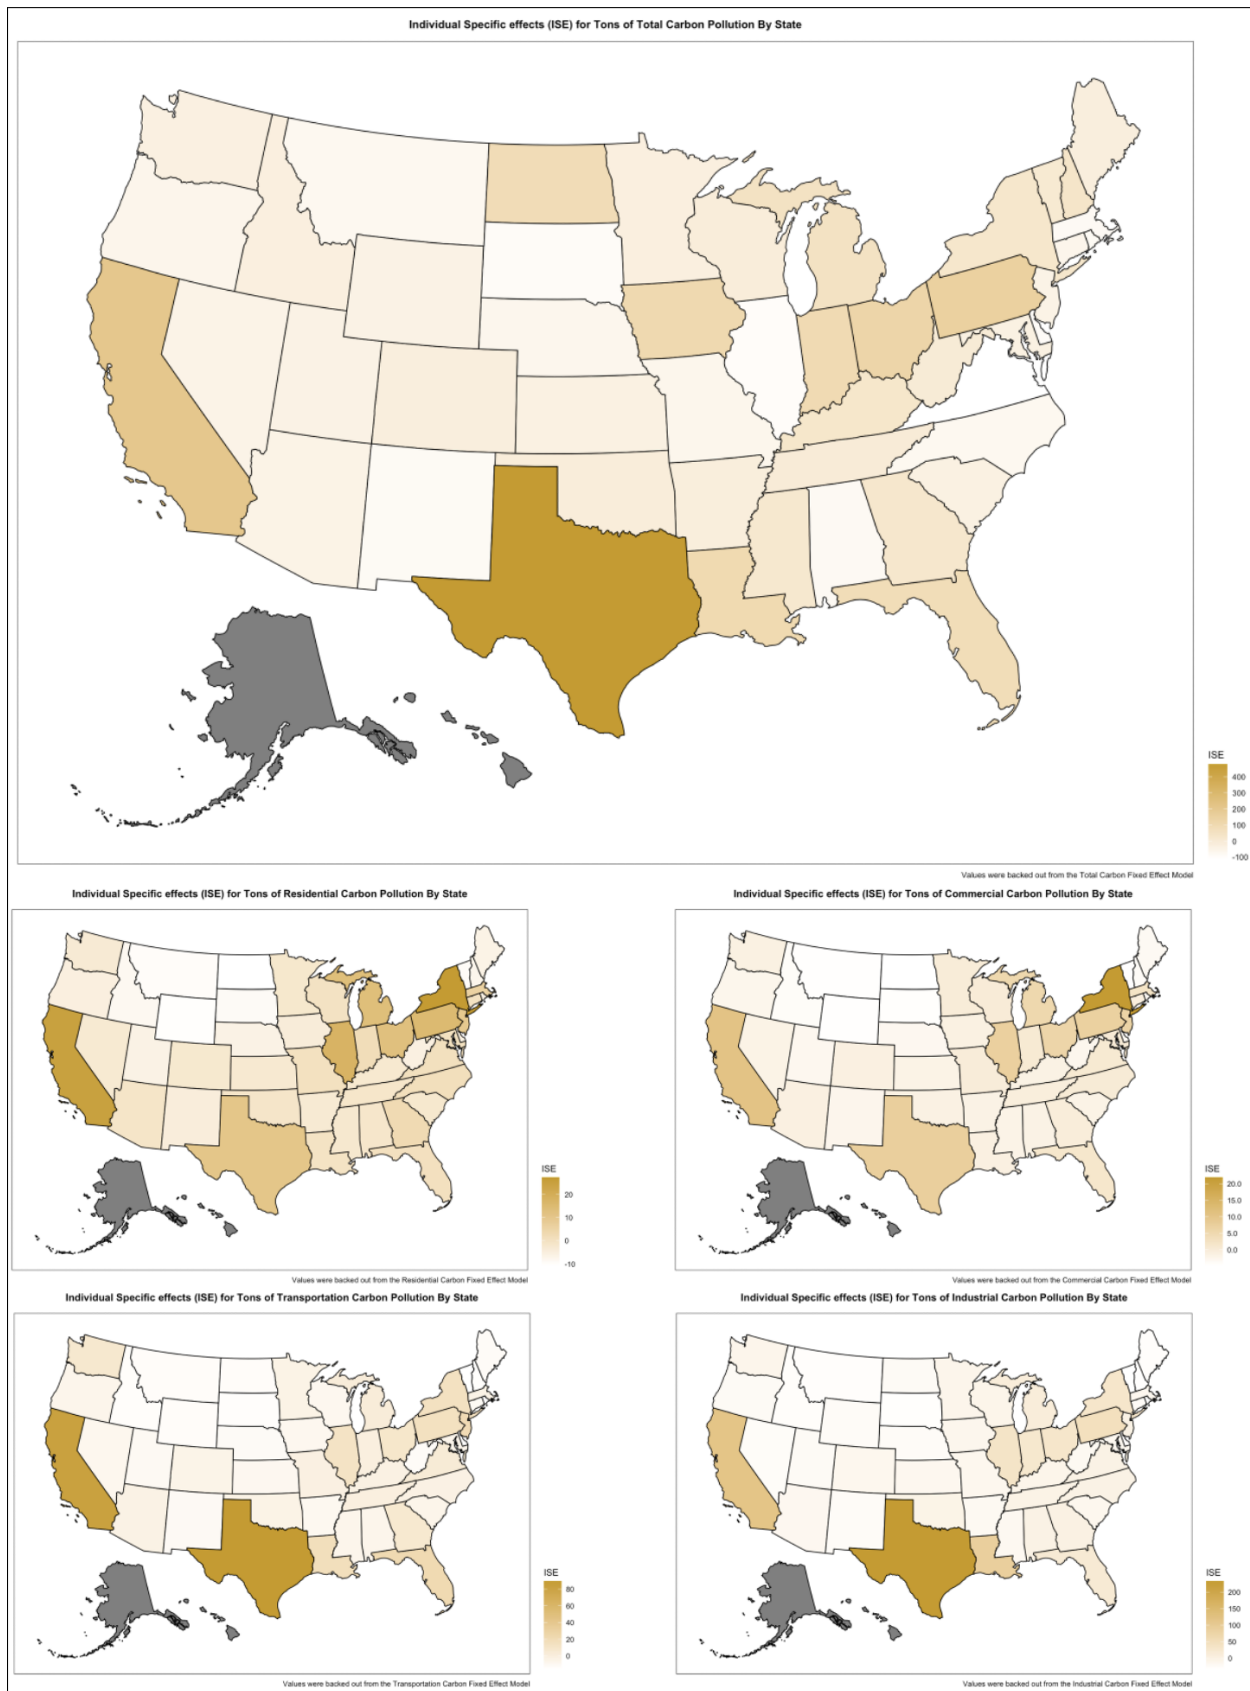 Individual Specific effects (ISE) for Tons of Total Carbon Pollution By State
ISE
400
300
200
100
0
-100
Values were backed out from the Total Carbon Fixed Effect Model
Individual Specific effects (ISE) for Tons of Residential Carbon Pollution By State
ISE
20
10
0
-10
Values were backed out from the Residential Carbon Fixed Effect Model
Individual Specific effects (ISE) for Tons of Commercial Carbon Pollution By State
ISE
20.0
15.0
10.0
5.0
0.0
Values were backed out from the Commercial Carbon Fixed Effect Model
Individual Specific effects (ISE) for Tons of Transportation Carbon Pollution By State
ISE
80
60
40
20
0
Values were backed out from the Transportation Carbon Fixed Effect Model
Individual Specific effects (ISE) for Tons of Industrial Carbon Pollution By State
ISE
200
150
100
50
0
Values were backed out from the Industrial Carbon Fixed Effect Model